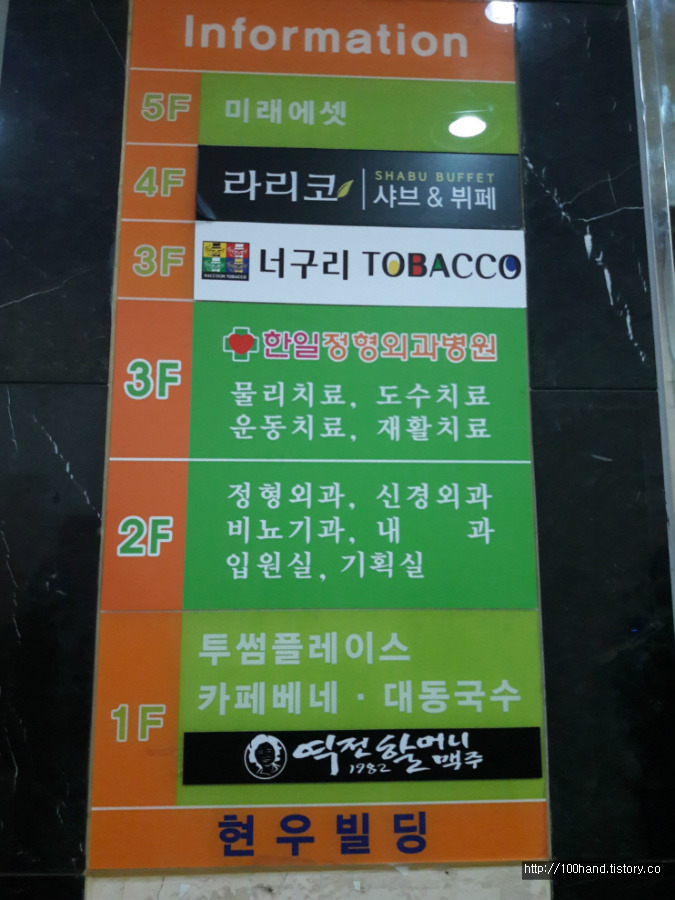 Information
5F 미래에셋
4F 라리코 SHABU BUFFET
샤브 & 뷔페
3F 너구리 TOBACCO
RACCOON TOBACCO
한일정형외과병원
3F 물리치료, 도수치료
운동치료, 재활치료
정형외과, 신경외과
2F 비뇨기과, 내 과
입원실, 기획실
투썸플레이스
1F 카페베네 · 대동국수
떡전 할머니
1982 맥주
현우빌딩
http://100hand.tistory.co